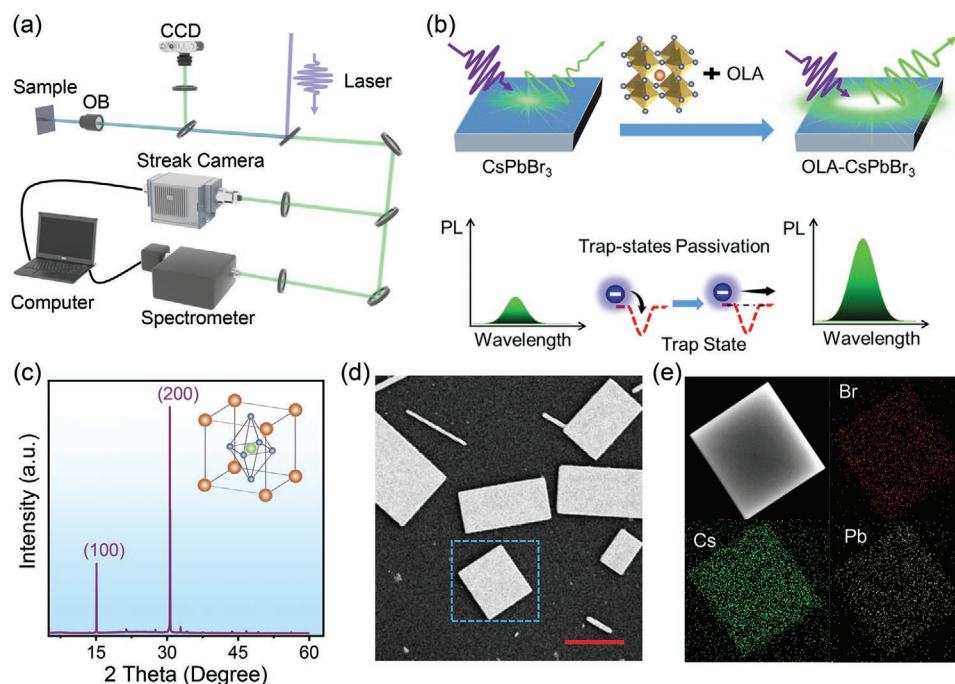 (a)
CCD
Laser
Sample
OB
Streak Camera
Computer
Spectrometer
(b)
+ OLA
CsPbBr₃
OLA-CsPbBr₃
PL
Wavelength
Trap-states Passivation
Trap State
PL
Wavelength
(c)
(200)
(100)
Intensity (a.u.)
15
30
45
60
2 Theta (Degree)
(d)
(e)
Br
Cs
Pb